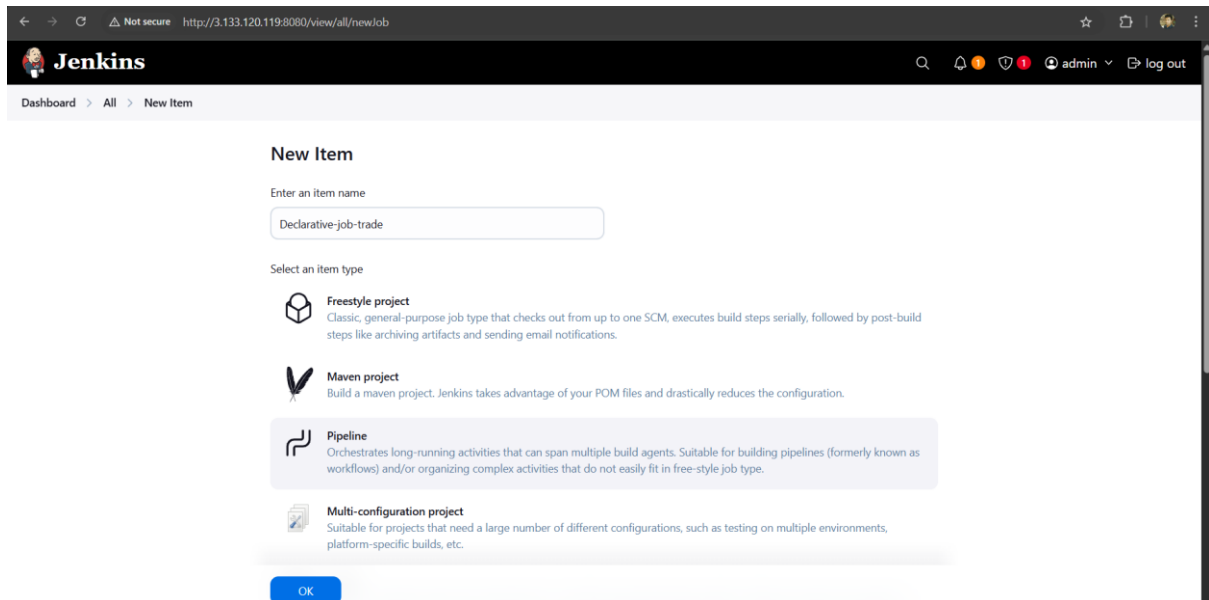 Not secure http://3.133.120.119:8080/view/all/newJob
Jenkins
1 1 admin log out
Dashboard > All > New Item
New Item
Enter an item name
Declarative-job-trade
Select an item type
Freestyle project
Classic, general-purpose job type that checks out from up to one SCM, executes build steps serially, followed by post-build
steps like archiving artifacts and sending email notifications.
Maven project
Build a maven project. Jenkins takes advantage of your POM files and drastically reduces the configuration.
Pipeline
Orchestrates long-running activities that can span multiple build agents. Suitable for building pipelines (formerly known as
workflows) and/or organizing complex activities that do not easily fit in free-style job type.
Multi-configuration project
Suitable for projects that need a large number of different configurations, such as testing on multiple environments,
platform-specific builds, etc.
OK